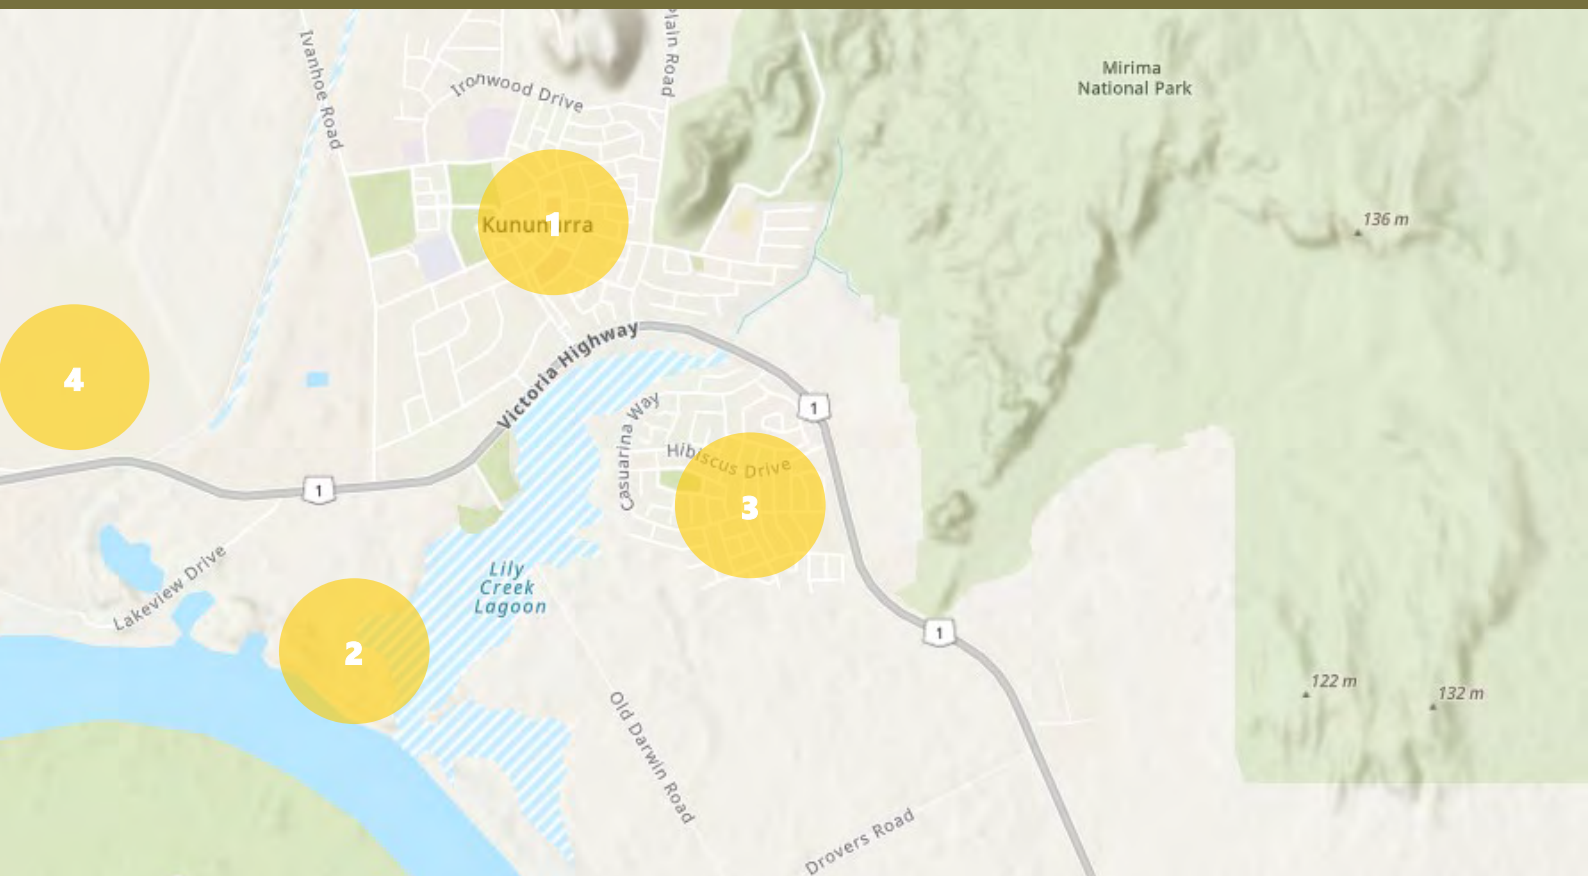 Ivanhoe Road
Plain Road
Ironwood Drive
Mirima
National Park
136 m
1
Kununurra
Victoria Highway
4
1
Casuarina Way
Hibiscus Drive
1
3
Lily
Creek
Lagoon
Lakeview Drive
2
1
122 m
132 m
Old Darwin Road
Drovers Road